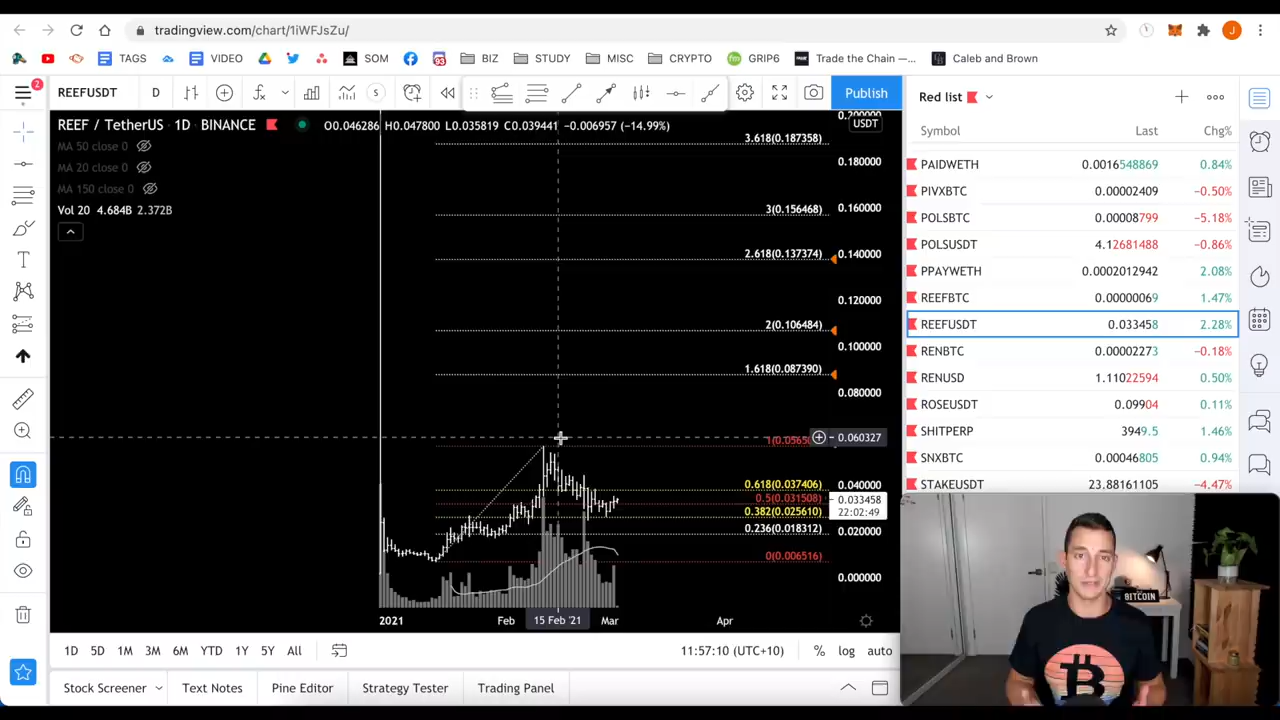 tradingview.com/chart/1iWFJsZu/
TAGS VIDEO SOM 93 BIZ STUDY MISC CRYPTO fm GRIP6 Trade the Chain —... Caleb and Brown
2 REEFUSDT D S Publish Red list
REEF / TetherUS · 1D · BINANCE O0.046286 H0.047800 L0.035819 C0.039441 −0.006957 (−14.99%)
MA 50 close 0
MA 20 close 0
MA 150 close 0
Vol 20 4.684B 2.372B
0.200000
USDT
3.618(0.187358)
0.180000
3(0.156468) 0.160000
2.618(0.137374) 0.140000
0.120000
2(0.106484)
0.100000
1.618(0.087390)
0.080000
0.060327
0.618(0.037406) 0.040000
0.5(0.031508) 0.033458
0.382(0.025610) 22:02:49
0.236(0.018312) 0.020000
0(0.006516)
0.000000
2021 Feb 15 Feb '21 Mar Apr
1D 5D 1M 3M 6M YTD 1Y 5Y All 11:57:10 (UTC+10) % log auto
Stock Screener Text Notes Pine Editor Strategy Tester Trading Panel
Symbol Last Chg%
PAIDWETH 0.0016548869 0.84%
PIVXBTC 0.00002409 −0.50%
POLSBTC 0.00008799 −5.18%
POLSUSDT 4.12681488 −0.86%
PPAYWETH 0.0002012942 2.08%
REEFBTC 0.00000069 1.47%
REEFUSDT 0.033458 2.28%
RENBTC 0.00002273 −0.18%
RENUSD 1.11022594 0.50%
ROSEUSDT 0.09904 0.11%
SHITPERP 3949.5 1.46%
SNXBTC 0.00046805 0.94%
STAKEUSDT 23.88161105 −4.47%
BITCOIN